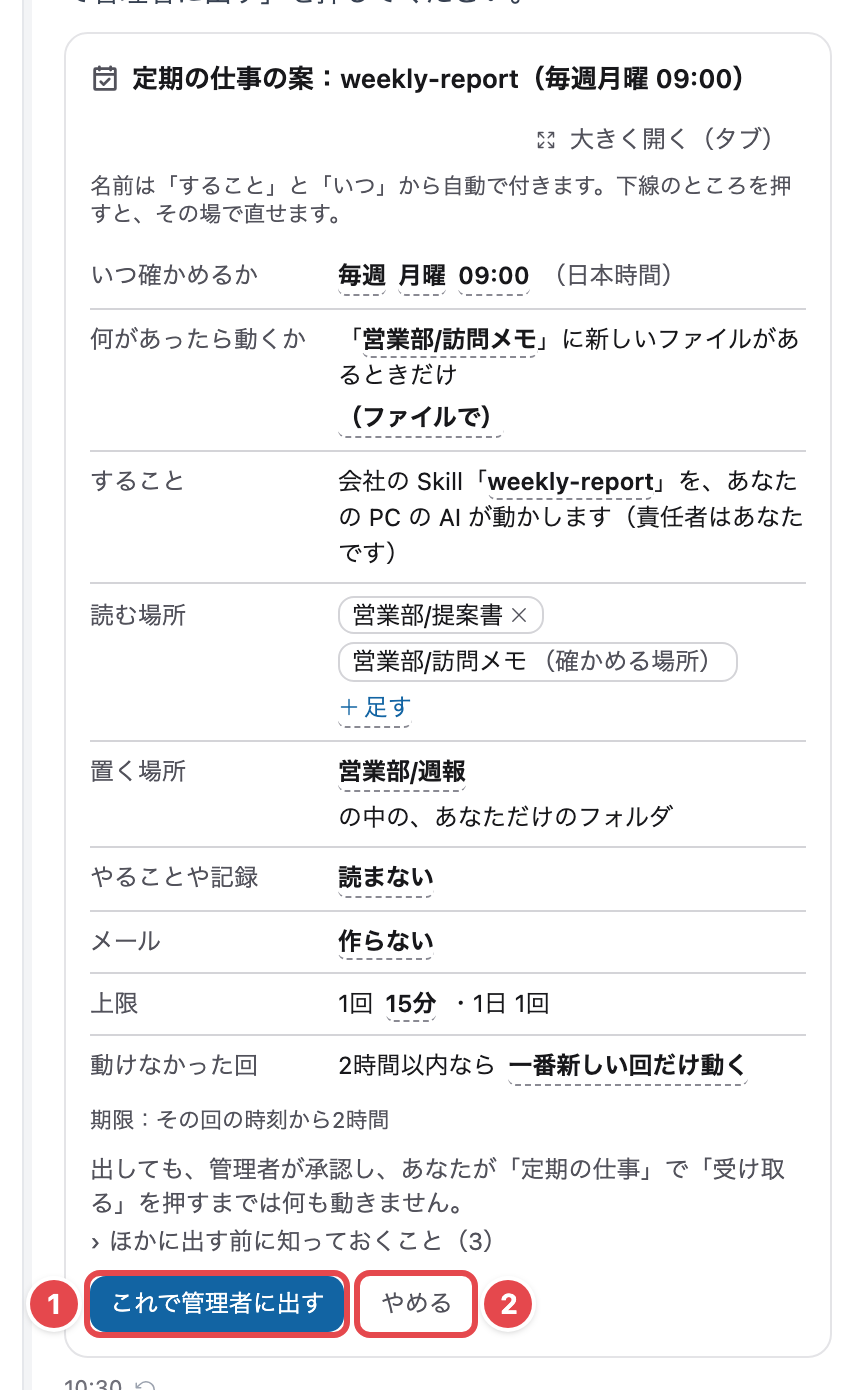 で管理者に出す」を押してください。
定期の仕事の案：weekly-report（毎週月曜 09:00）
大きく開く（タブ）
名前は「すること」と「いつ」から自動で付きます。下線のところを押
すと、その場で直せます。
いつ確かめるか 毎週 月曜 09:00 （日本時間）
何があったら動くか 「営業部/訪問メモ」に新しいファイルがあ
るときだけ
（ファイルで）
すること 会社の Skill「weekly-report」を、あなた
の PC の AI が動かします（責任者はあなた
です）
読む場所 営業部/提案書 ×
営業部/訪問メモ （確かめる場所）
＋足す
置く場所 営業部/週報
の中の、あなただけのフォルダ
やることや記録 読まない
メール 作らない
上限 1回 15分 ・1日 1回
動けなかった回 2時間以内なら 一番新しい回だけ動く
期限：その回の時刻から2時間
出しても、管理者が承認し、あなたが「定期の仕事」で「受け取
る」を押すまでは何も動きません。
› ほかに出す前に知っておくこと（3）
1 これで管理者に出す やめる 2
10:30